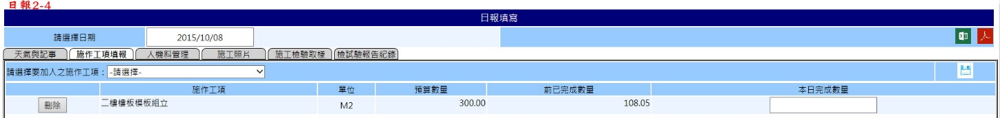 日報2-4
日報填寫
請選擇日期 2015/10/08
天氣與記事 施作工項填報 人機料管理 施工照片 施工檢驗取樣 檢試驗報告紀錄
請選擇要加入之施作工項：-請選擇-
施作工項 單位 預算數量 前已完成數量 本日完成數量
刪除 二樓樓板模板組立 M2 300.00 108.05